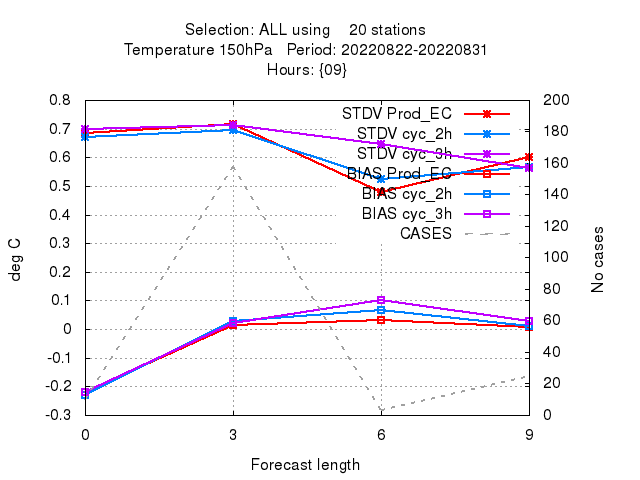 Selection: ALL using    20 stations
Temperature 150hPa   Period: 20220822-20220831
Hours: {09}
0.8
0.7
0.6
0.5
0.4
0.3
0.2
0.1
0
-0.1
-0.2
-0.3
deg C
STDV Prod_EC
STDV cyc_2h
STDV cyc_3h
BIAS Prod_EC
BIAS cyc_2h
BIAS cyc_3h
CASES
200
180
160
140
120
100
80
60
40
20
0
No cases
0 3 6 9
Forecast length